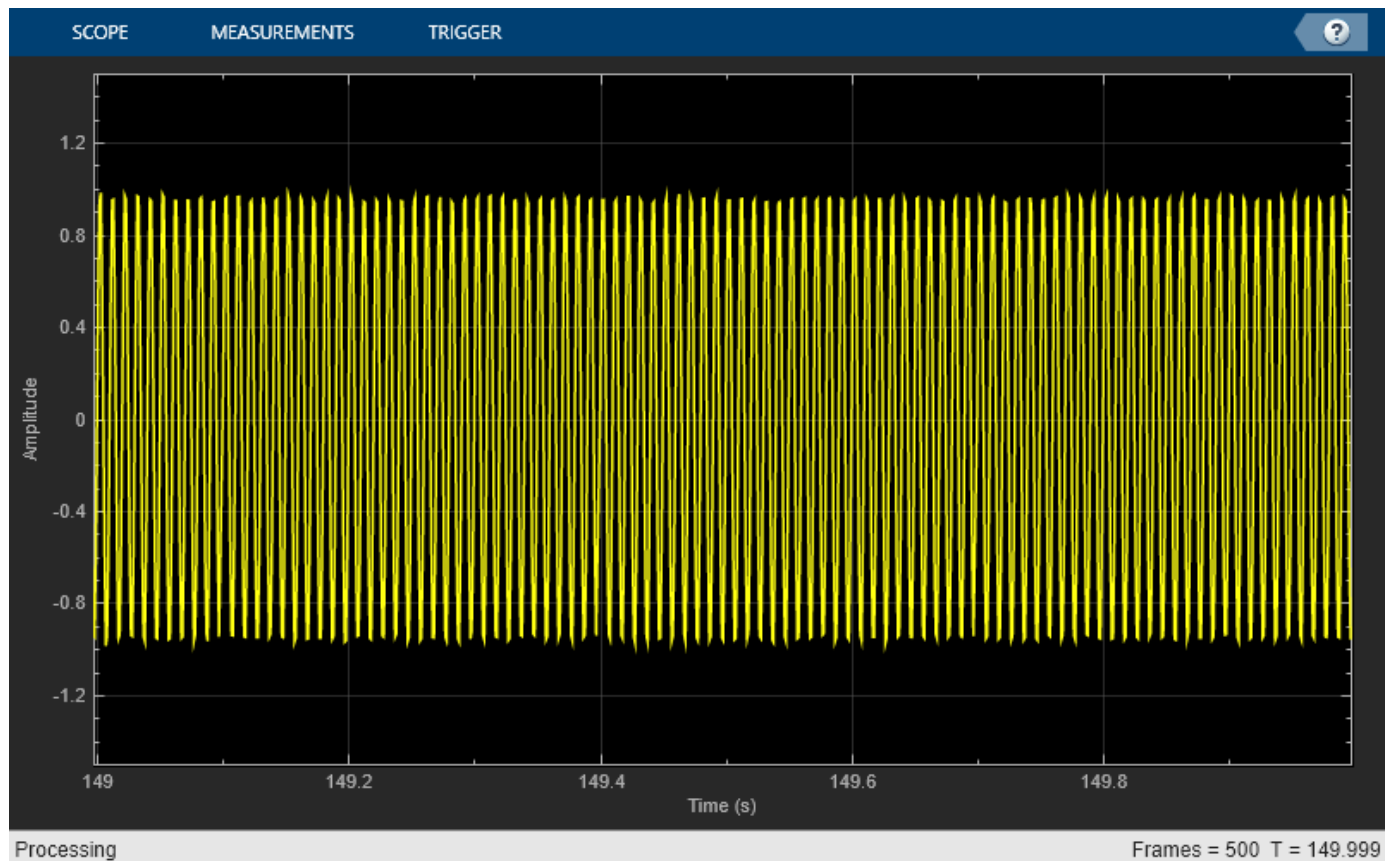 SCOPE MEASUREMENTS TRIGGER ?
1.2
0.8
0.4
0
-0.4
-0.8
-1.2
Amplitude
149 149.2 149.4 149.6 149.8
Time (s)
Processing Frames = 500 T = 149.999